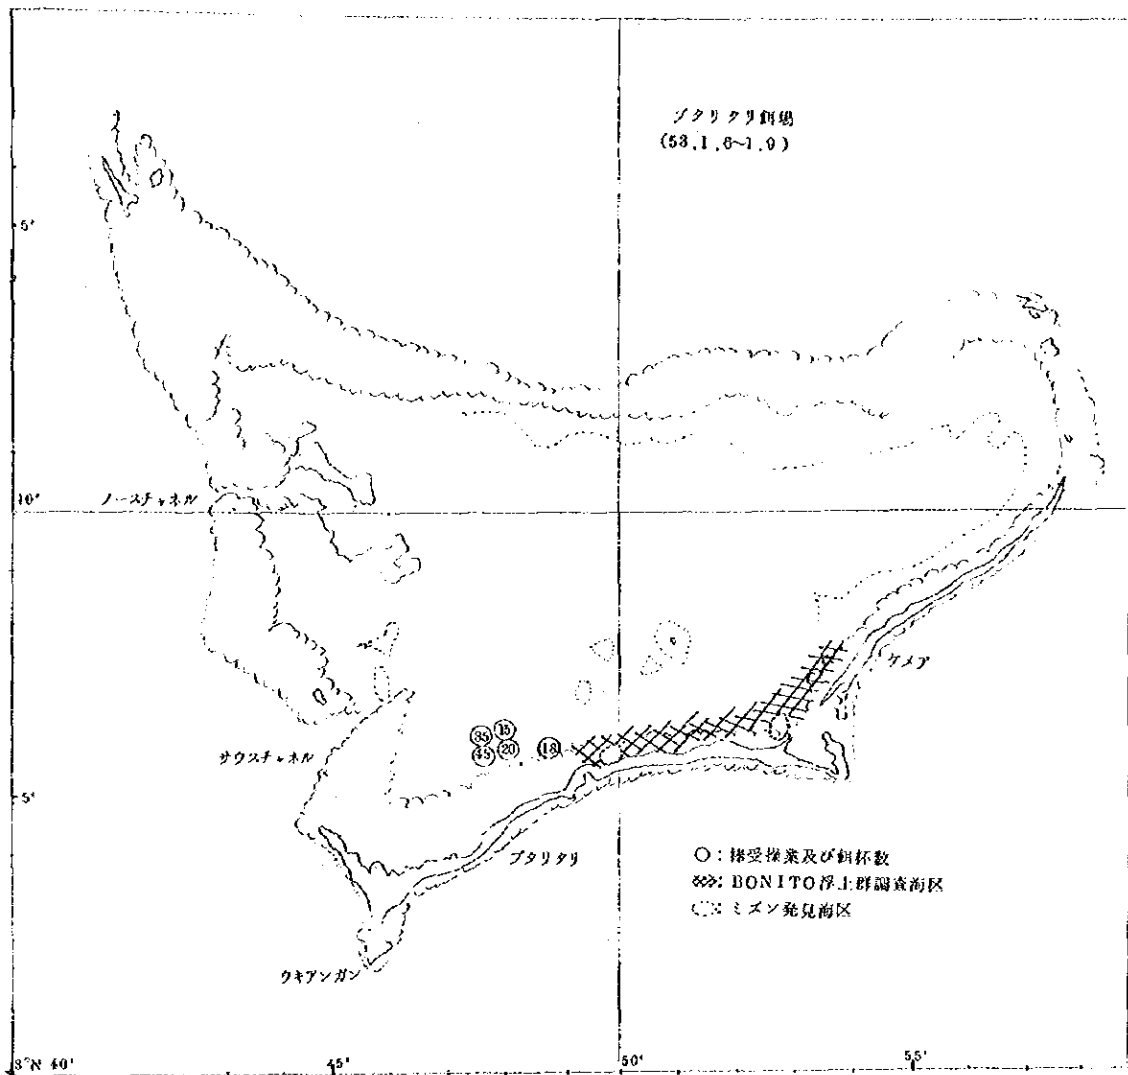 ブタリタリ餌場
(53.1.6~1.9)
5'
10'
ノースチャネル
ケメア
サウスチャネル
35
15
45
20
18
5'
ブタリタリ
○: 接受操業及び餌杯数
BONITO浮上群調査海区
ミズン発見海区
ウキアンガン
3°N 40'
45'
50'
55'